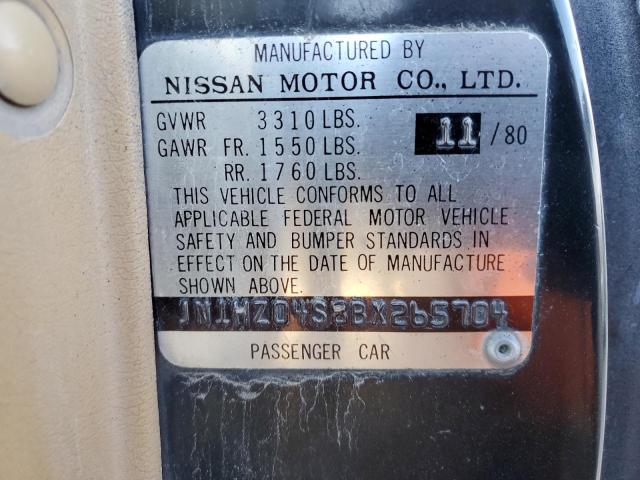 MANUFACTURED BY
NISSAN MOTOR CO., LTD.
GVWR 3310 LBS.
GAWR FR. 1550 LBS. 11/80
RR. 1760 LBS.
THIS VEHICLE CONFORMS TO ALL
APPLICABLE FEDERAL MOTOR VEHICLE
SAFETY AND BUMPER STANDARDS IN
EFFECT ON THE DATE OF MANUFACTURE
SHOWN ABOVE.
JN1HZ04S8BX265704
PASSENGER CAR